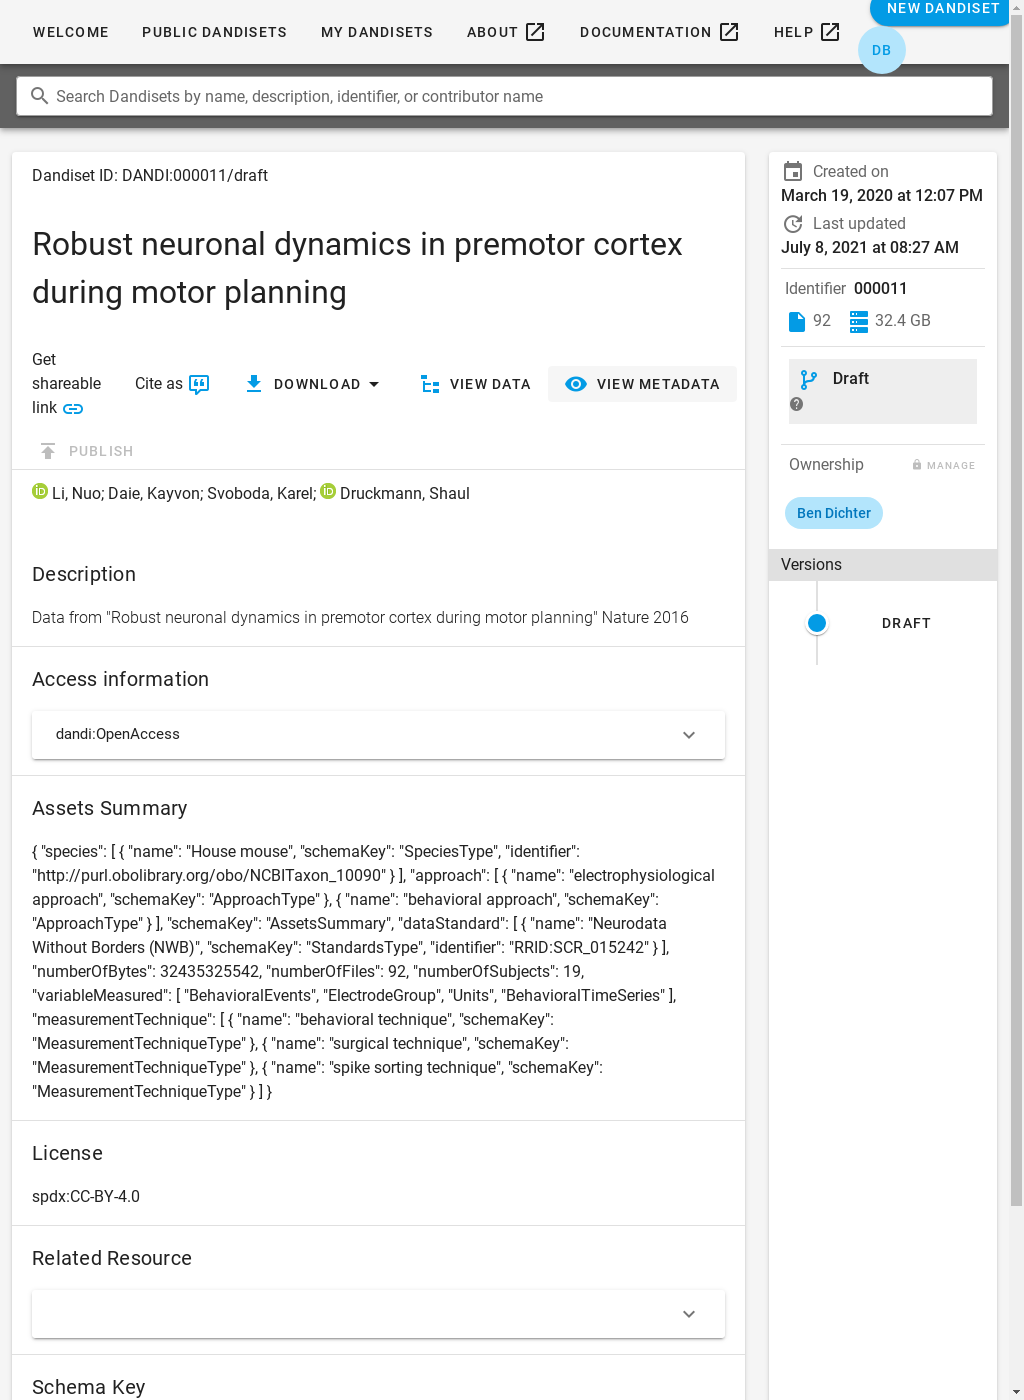 WELCOME PUBLIC DANDISETS MY DANDISETS ABOUT DOCUMENTATION HELP NEW DANDISET
DB
Search Dandisets by name, description, identifier, or contributor name
Dandiset ID: DANDI:000011/draft
Robust neuronal dynamics in premotor cortex
during motor planning
Get
shareable
link
Cite as
DOWNLOAD
VIEW DATA
VIEW METADATA
PUBLISH
Li, Nuo; Daie, Kayvon; Svoboda, Karel; Druckmann, Shaul
Description
Data from "Robust neuronal dynamics in premotor cortex during motor planning" Nature 2016
Access information
dandi:OpenAccess
Assets Summary
{ "species": [ { "name": "House mouse", "schemaKey": "SpeciesType", "identifier":
"http://purl.obolibrary.org/obo/NCBITaxon_10090" } ], "approach": [ { "name": "electrophysiological
approach", "schemaKey": "ApproachType" }, { "name": "behavioral approach", "schemaKey":
"ApproachType" } ], "schemaKey": "AssetsSummary", "dataStandard": [ { "name": "Neurodata
Without Borders (NWB)", "schemaKey": "StandardsType", "identifier": "RRID:SCR_015242" } ],
"numberOfBytes": 32435325542, "numberOfFiles": 92, "numberOfSubjects": 19,
"variableMeasured": [ "BehavioralEvents", "ElectrodeGroup", "Units", "BehavioralTimeSeries" ],
"measurementTechnique": [ { "name": "behavioral technique", "schemaKey":
"MeasurementTechniqueType" }, { "name": "surgical technique", "schemaKey":
"MeasurementTechniqueType" }, { "name": "spike sorting technique", "schemaKey":
"MeasurementTechniqueType" } ] }
License
spdx:CC-BY-4.0
Related Resource
Schema Key
Created on
March 19, 2020 at 12:07 PM
Last updated
July 8, 2021 at 08:27 AM
Identifier 000011
92 32.4 GB
Draft
Ownership MANAGE
Ben Dichter
Versions
DRAFT